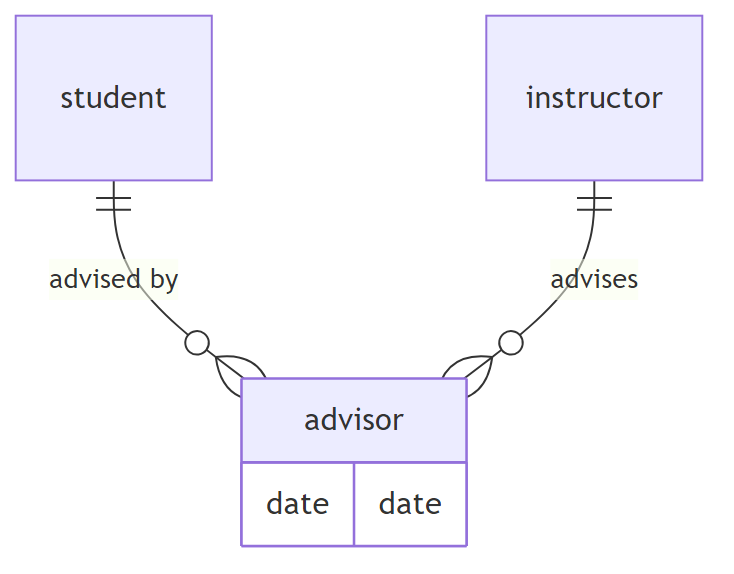 student
instructor
advised by
advises
advisor
date date